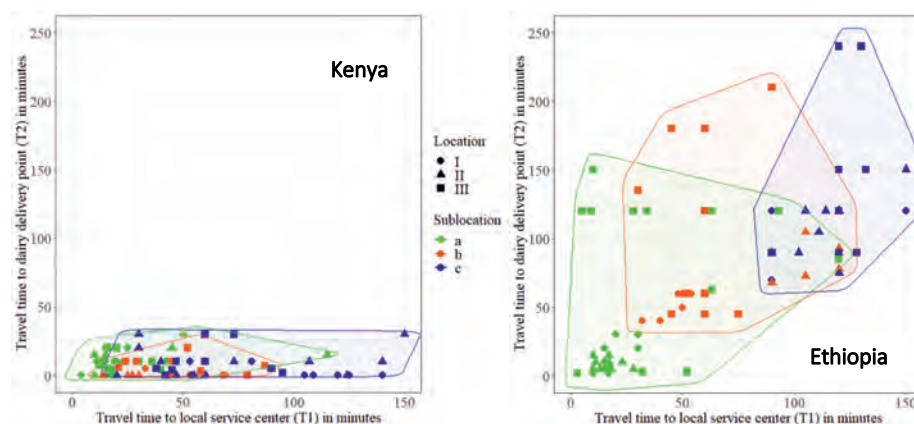 Travel time to dairy delivery point (T2) in minutes
250
200
150
100
50
0
Kenya
0
50
100
150
Travel time to local service center (T1) in minutes
Location
I
II
III
Sublocation
a
b
c
Travel time to dairy delivery point (T2) in minutes
250
200
150
100
50
0
Ethiopia
0
50
100
150
Travel time to local service center (T1) in minutes